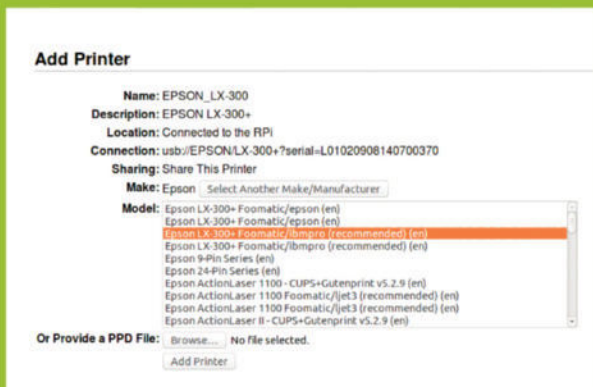 Add Printer
Name: EPSON_LX-300
Description: EPSON LX-300+
Location: Connected to the RPi
Connection: usb://EPSON/LX-300+?serial=L01020908140700370
Sharing: Share This Printer
Make: Epson Select Another Make/Manufacturer
Model: Epson LX-300+ Foomatic/epson (en)
Epson LX-300+ Foomatic/epson (en)
Epson LX-300+ Foomatic/ibmpro (recommended) (en)
Epson LX-300+ Foomatic/ibmpro (recommended) (en)
Epson 9-Pin Series (en)
Epson 24-Pin Series (en)
Epson ActionLaser 1100 - CUPS+Gutenprint v5.2.9 (en)
Epson ActionLaser 1100 Foomatic/ljet3 (recommended) (en)
Epson ActionLaser 1100 Foomatic/ljet3 (recommended) (en)
Epson ActionLaser II - CUPS+Gutenprint v5.2.9 (en)
Or Provide a PPD File: Browse... No file selected.
Add Printer